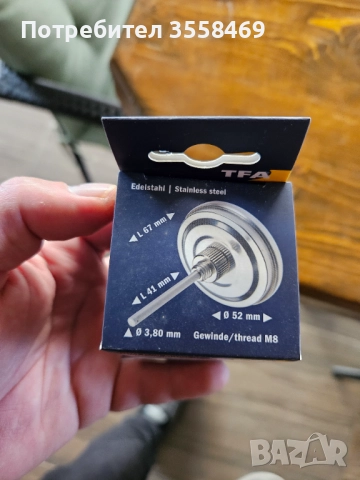 Потребител 3558469
TFA
Edelstahl | Stainless steel
L 67 mm
L 41 mm
Ø 52 mm
Ø 3,80 mm
Gewinde/thread M8
BAZAR
bg